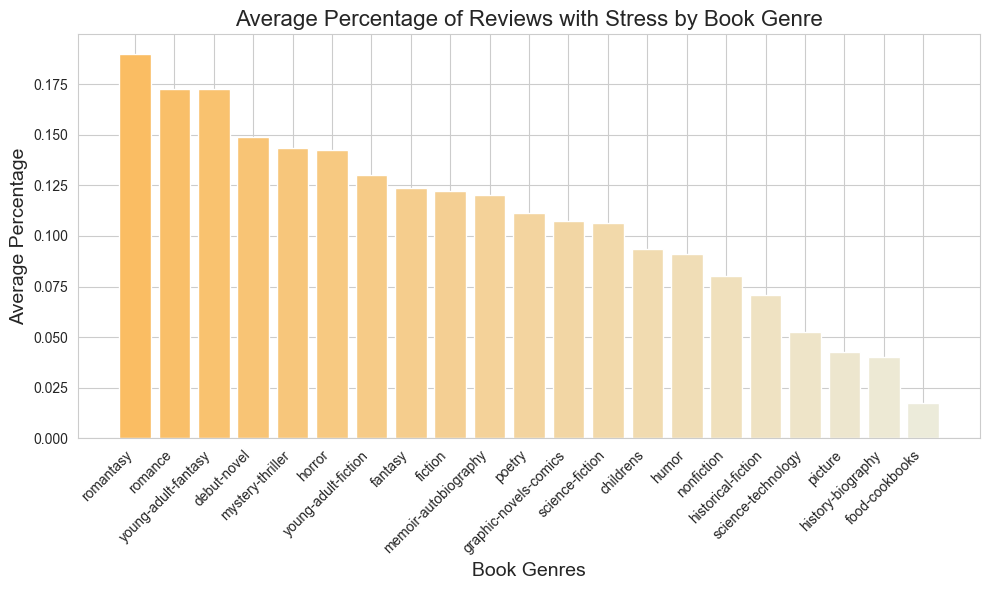 Average Percentage of Reviews with Stress by Book Genre
Average Percentage
0.175
0.150
0.125
0.100
0.075
0.050
0.025
0.000
romantasy
romance
young-adult-fantasy
debut-novel
mystery-thriller
horror
young-adult-fiction
fantasy
fiction
memoir-autobiography
poetry
graphic-novels-comics
science-fiction
childrens
humor
nonfiction
historical-fiction
science-technology
picture
history-biography
food-cookbooks
Book Genres